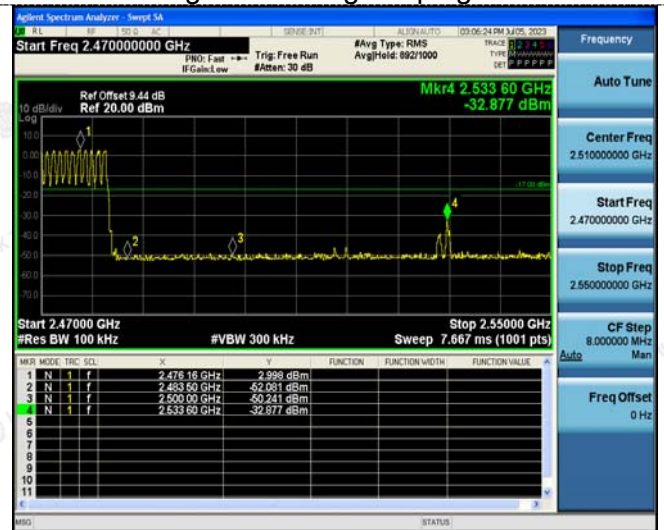 Agilent Spectrum Analyzer - Swept SA
RL RF 50 Ω AC SENSE:INT ALIGNAUTO 03:06:24 PM Jul 05, 2023
Start Freq 2.470000000 GHz
PNO: Fast
IFGain:Low
Trig: Free Run
#Atten: 30 dB
#Avg Type: RMS
Avg|Hold: 692/1000
TRACE 1 2 3 4 5 6
TYPE
DET P P P P P P
Frequency
Mkr4 2.533 60 GHz
-32.877 dBm
Ref Offset 9.44 dB
Ref 20.00 dBm
10 dB/div
Log
10.0
0.00
-10.0
-20.0
-30.0
-40.0
-50.0
-60.0
-70.0
1
2
3
4
-17.00 dBm
Start 2.47000 GHz
#Res BW 100 kHz
#VBW 300 kHz
Stop 2.55000 GHz
Sweep 7.667 ms (1001 pts)
MKR MODE TRC SCL X Y FUNCTION FUNCTION WIDTH FUNCTION VALUE
1 N 1 f 2.476 16 GHz 2.998 dBm
2 N 1 f 2.483 50 GHz -52.081 dBm
3 N 1 f 2.500 00 GHz -50.241 dBm
4 N 1 f 2.533 60 GHz -32.877 dBm
5
6
7
8
9
10
11
MSG STATUS
Auto Tune
Center Freq
2.510000000 GHz
Start Freq
2.470000000 GHz
Stop Freq
2.550000000 GHz
CF Step
8.000000 MHz
Auto Man
Freq Offset
0 Hz